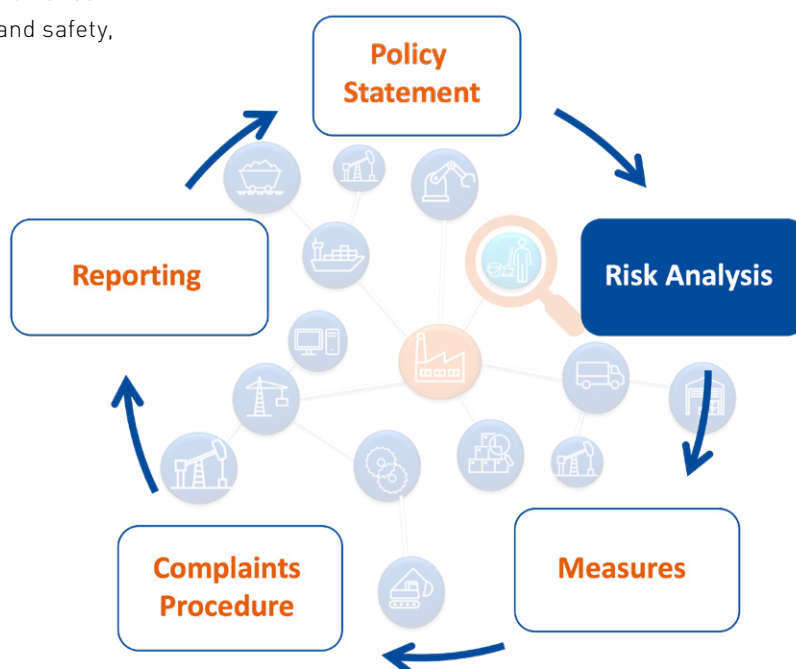 and safety,
Policy
Statement
Reporting
Risk Analysis
Complaints
Procedure
Measures